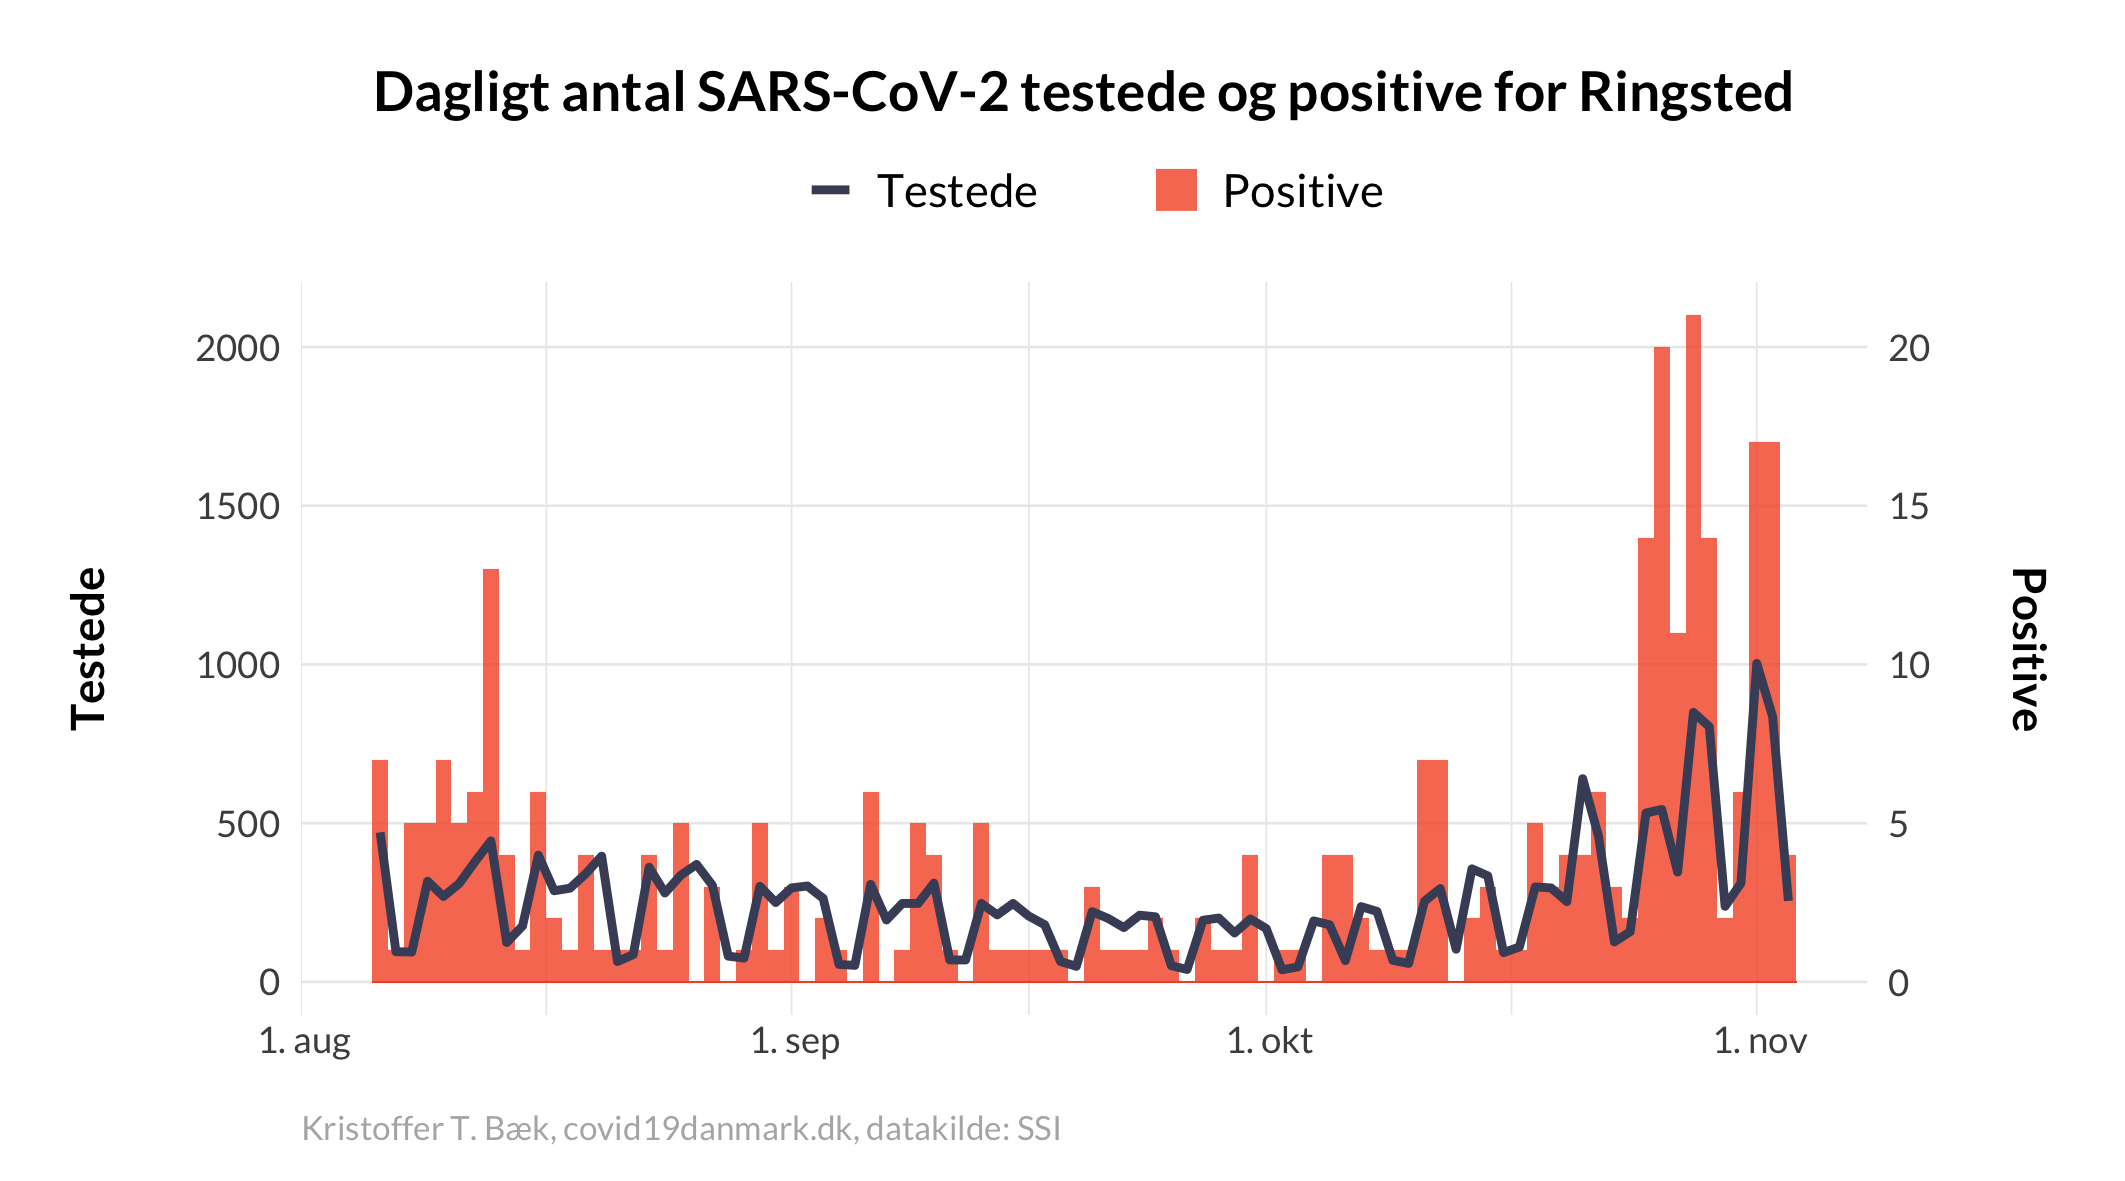 Dagligt antal SARS-CoV-2 testede og positive for Ringsted
Testede Positive
Testede
2000
1500
1000
500
0
20
15
10
5
0
Positive
1. aug 1. sep 1. okt 1. nov
Kristoffer T. Bæk, covid19danmark.dk, datakilde: SSI